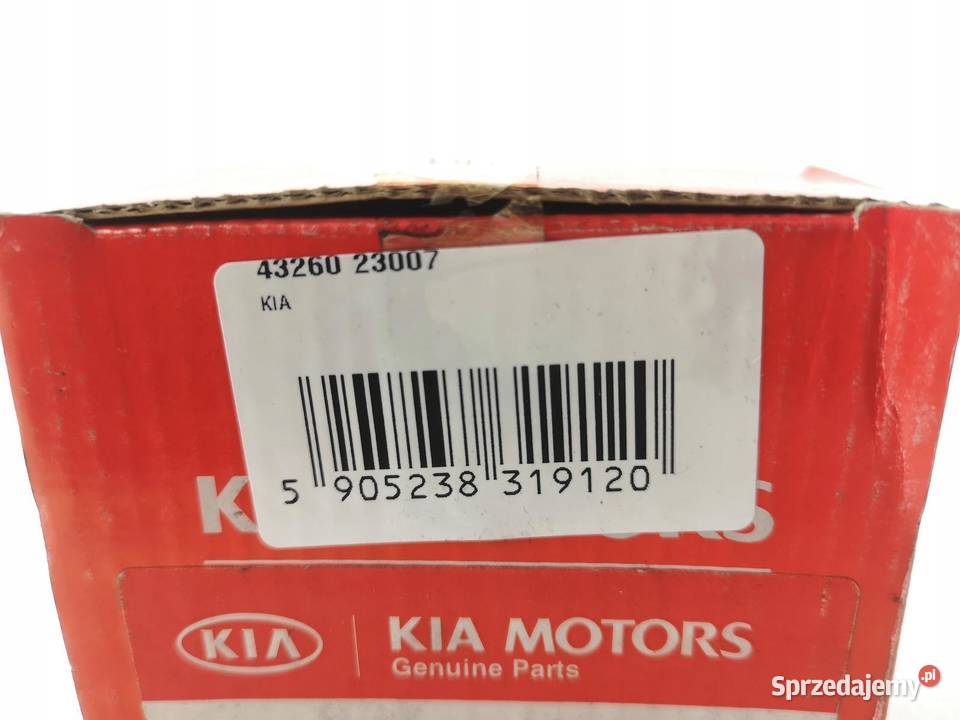 43260 23007
KIA
5 905238 319120
KIA MOTORS
Genuine Parts
KIA
Sprzedajemy.pl